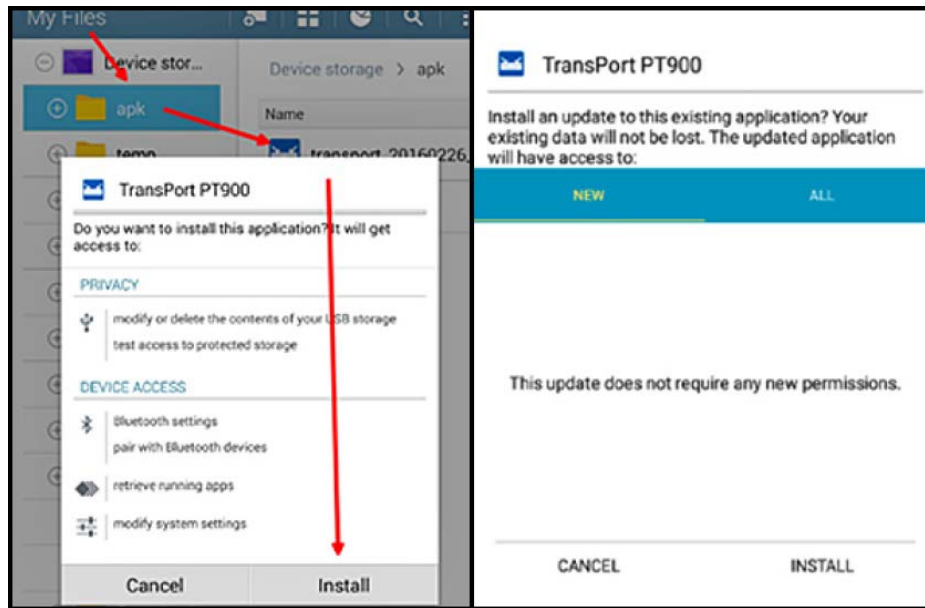 My Files
Device stor...
Device storage > apk
apk
Name
temp
transport_20160226_
TransPort PT900
Do you want to install this application? It will get
access to:
PRIVACY
modify or delete the contents of your USB storage
test access to protected storage
DEVICE ACCESS
Bluetooth settings
pair with Bluetooth devices
retrieve running apps
modify system settings
Cancel
Install
TransPort PT900
Install an update to this existing application? Your
existing data will not be lost. The updated application
will have access to:
NEW
ALL
This update does not require any new permissions.
CANCEL
INSTALL